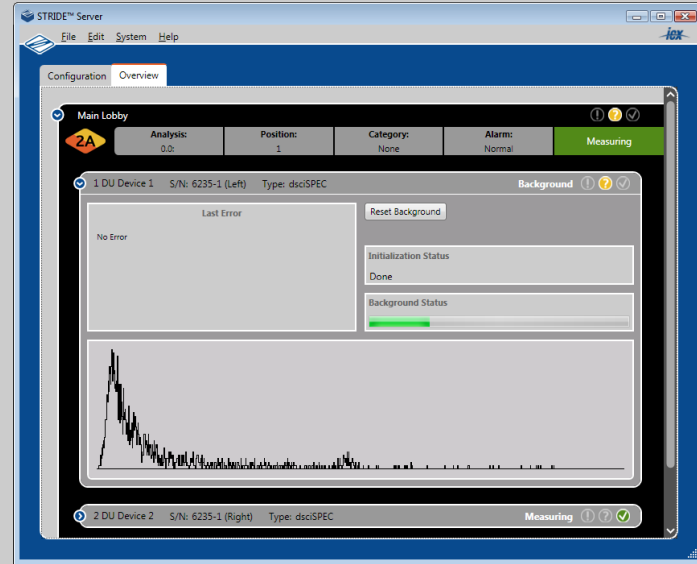 STRIDE™ Server
File Edit System Help
iCx
Configuration Overview
Main Lobby
2A
Analysis: Position: Category: Alarm: Measuring
0.0: 1 None Normal
1 DU Device 1 S/N: 6235-1 (Left) Type: dsciSPEC Background
Last Error Reset Background
No Error
Initialization Status
Done
Background Status
2 DU Device 2 S/N: 6235-1 (Right) Type: dsciSPEC Measuring